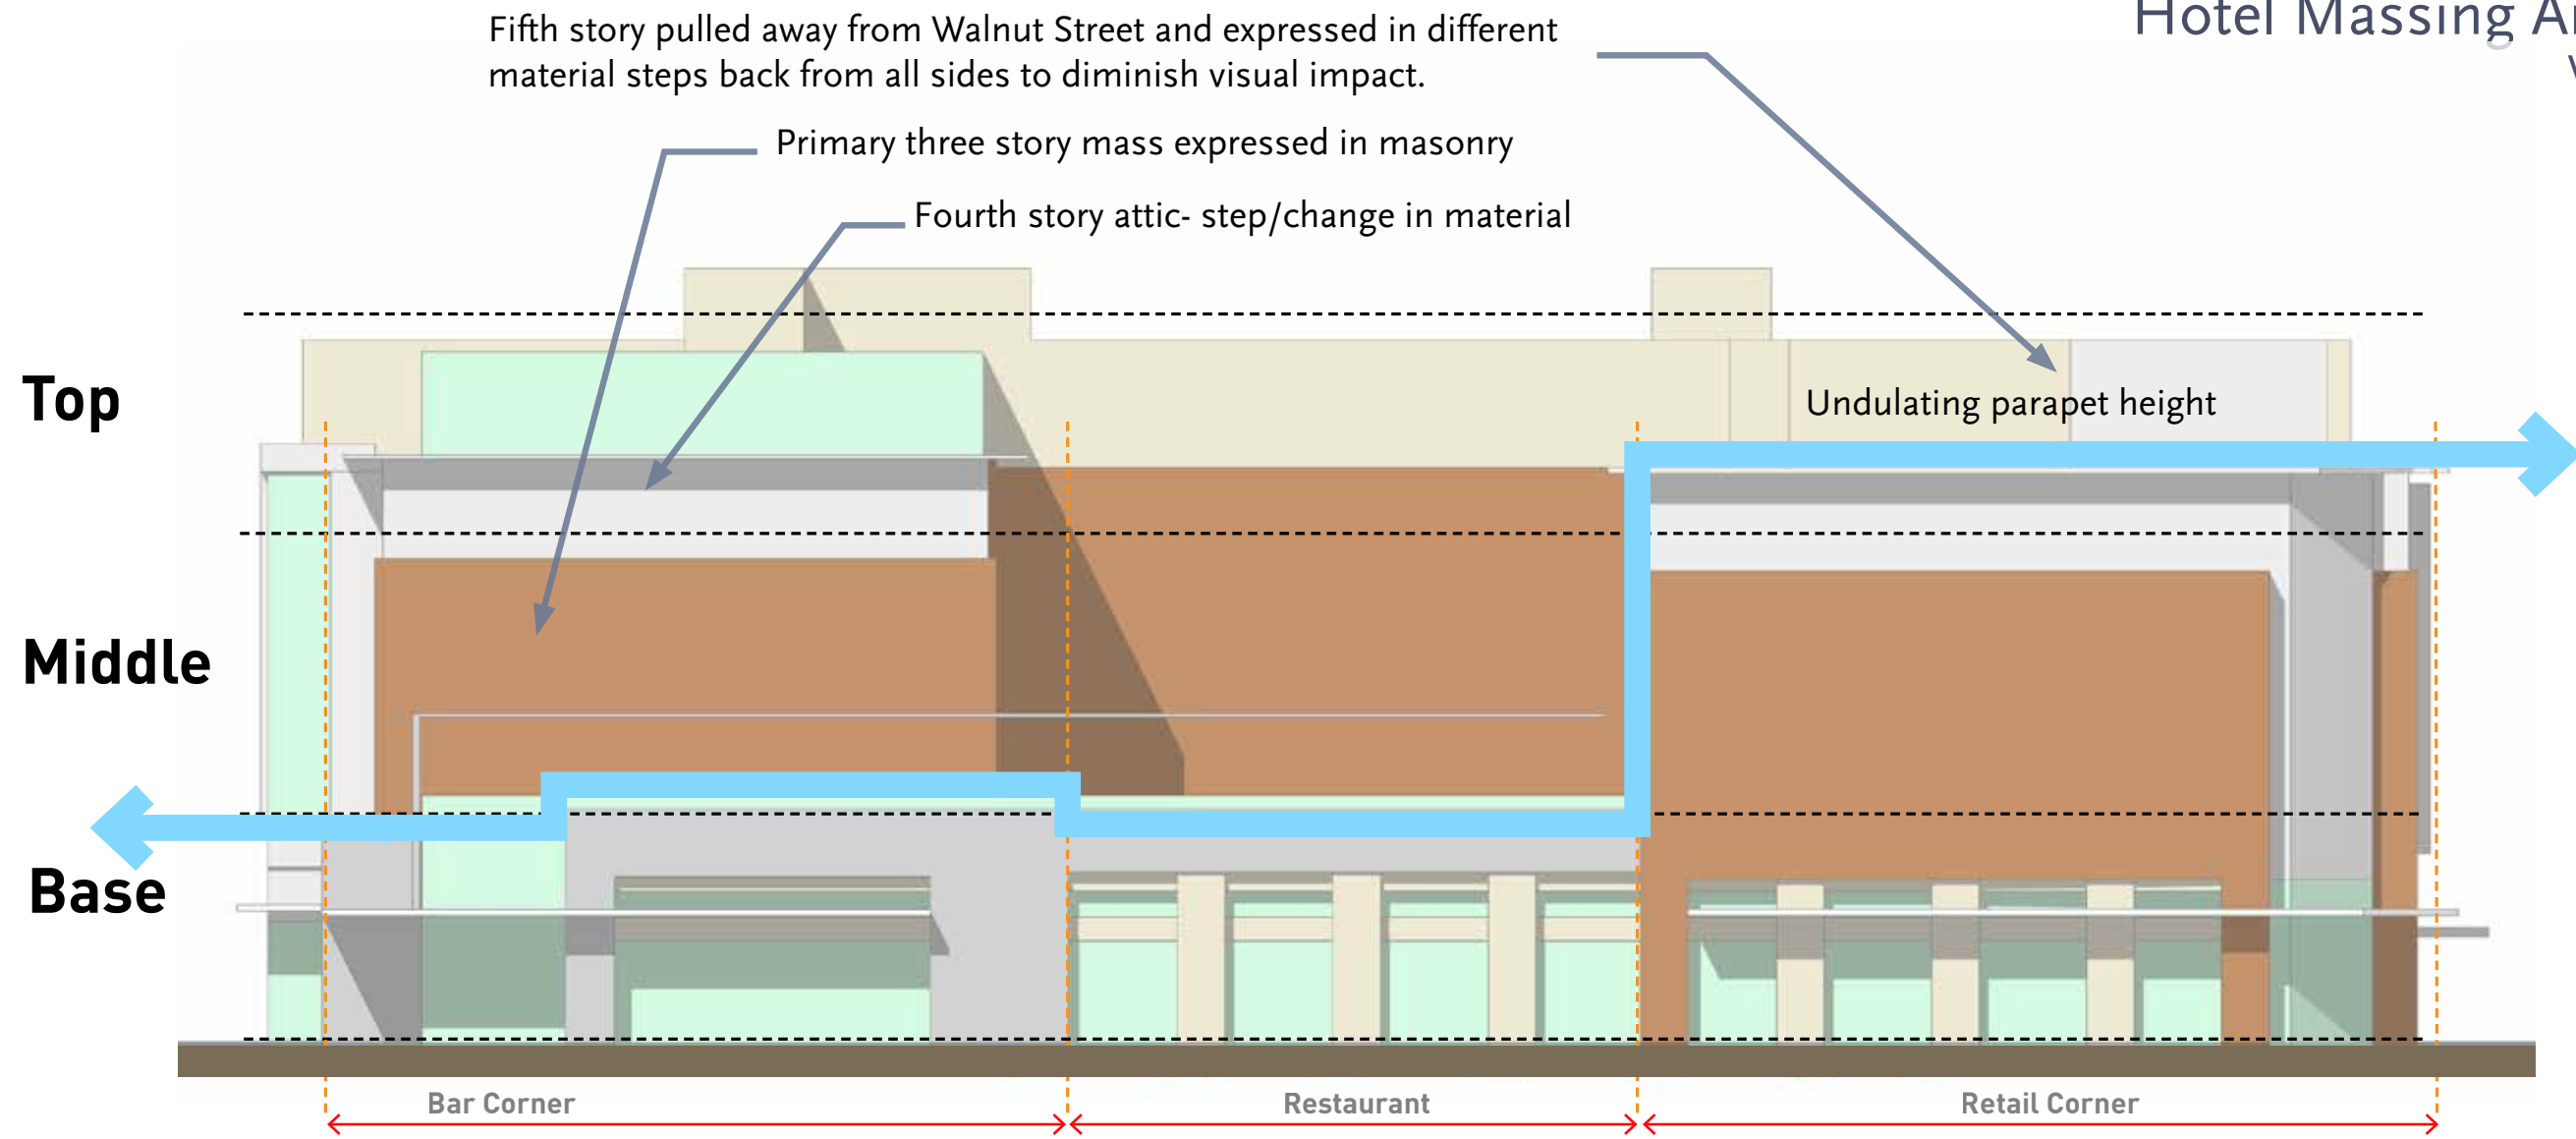 Hotel Massing
Fifth story pulled away from Walnut Street and expressed in different
material steps back from all sides to diminish visual impact.
Primary three story mass expressed in masonry
Fourth story attic- step/change in material
Top
Undulating parapet height
Middle
Base
Bar Corner
Restaurant
Retail Corner